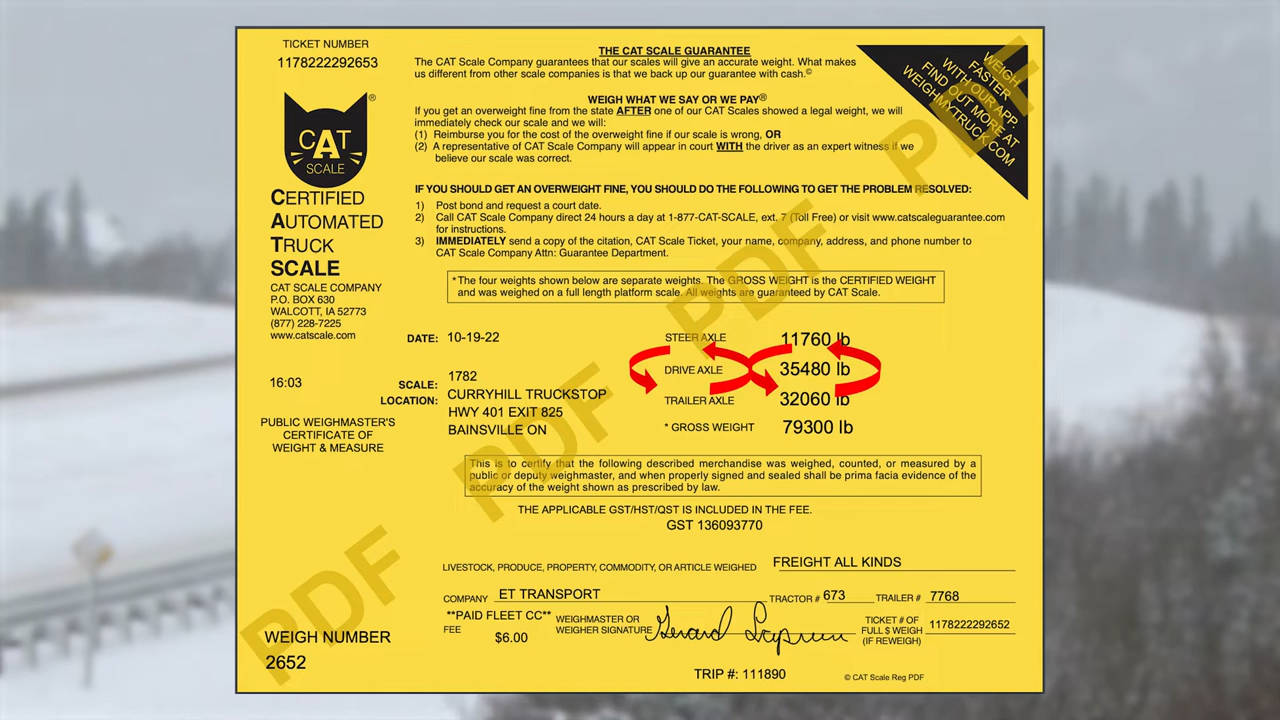 TICKET NUMBER
1178222292653
CAT
SCALE
®
CERTIFIED
AUTOMATED
TRUCK
SCALE
CAT SCALE COMPANY
P.O. BOX 630
WALCOTT, IA 52773
(877) 228-7225
www.catscale.com
THE CAT SCALE GUARANTEE
The CAT Scale Company guarantees that our scales will give an accurate weight. What makes
us different from other scale companies is that we back up our guarantee with cash.©
WEIGH WHAT WE SAY OR WE PAY®
If you get an overweight fine from the state AFTER one of our CAT Scales showed a legal weight, we will
immediately check our scale and we will:
(1) Reimburse you for the cost of the overweight fine if our scale is wrong, OR
(2) A representative of CAT Scale Company will appear in court WITH the driver as an expert witness if we
believe our scale was correct.
WEIGH
FASTER
WITH OUR APP.
FIND OUT MORE AT
WEIGHMYTRUCK.COM
IF YOU SHOULD GET AN OVERWEIGHT FINE, YOU SHOULD DO THE FOLLOWING TO GET THE PROBLEM RESOLVED:
1) Post bond and request a court date.
2) Call CAT Scale Company direct 24 hours a day at 1-877-CAT-SCALE, ext. 7 (Toll Free) or visit www.catscaleguarantee.com
for instructions.
3) IMMEDIATELY send a copy of the citation, CAT Scale Ticket, your name, company, address, and phone number to
CAT Scale Company Attn: Guarantee Department.
*The four weights shown below are separate weights. The GROSS WEIGHT is the CERTIFIED WEIGHT
and was weighed on a full length platform scale. All weights are guaranteed by CAT Scale.
DATE: 10-19-22
STEER AXLE 11760 lb
DRIVE AXLE 35480 lb
TRAILER AXLE 32060 lb
* GROSS WEIGHT 79300 lb
16:03
SCALE: 1782
LOCATION: CURRYHILL TRUCKSTOP
HWY 401 EXIT 825
BAINSVILLE ON
PUBLIC WEIGHMASTER'S
CERTIFICATE OF
WEIGHT & MEASURE
This is to certify that the following described merchandise was weighed, counted, or measured by a
public or deputy weighmaster, and when properly signed and sealed shall be prima facia evidence of the
accuracy of the weight shown as prescribed by law.
THE APPLICABLE GST/HST/QST IS INCLUDED IN THE FEE.
GST 136093770
LIVESTOCK, PRODUCE, PROPERTY, COMMODITY, OR ARTICLE WEIGHED FREIGHT ALL KINDS
COMPANY ET TRANSPORT TRACTOR # 673 TRAILER # 7768
**PAID FLEET CC**
FEE $6.00
WEIGHMASTER OR
WEIGHER SIGNATURE Gerard
TICKET # OF
FULL $ WEIGH
(IF REWEIGH)
1178222292652
WEIGH NUMBER
2652
TRIP #: 111890
© CAT Scale Reg PDF
PDF PDF PDF PDF PDF